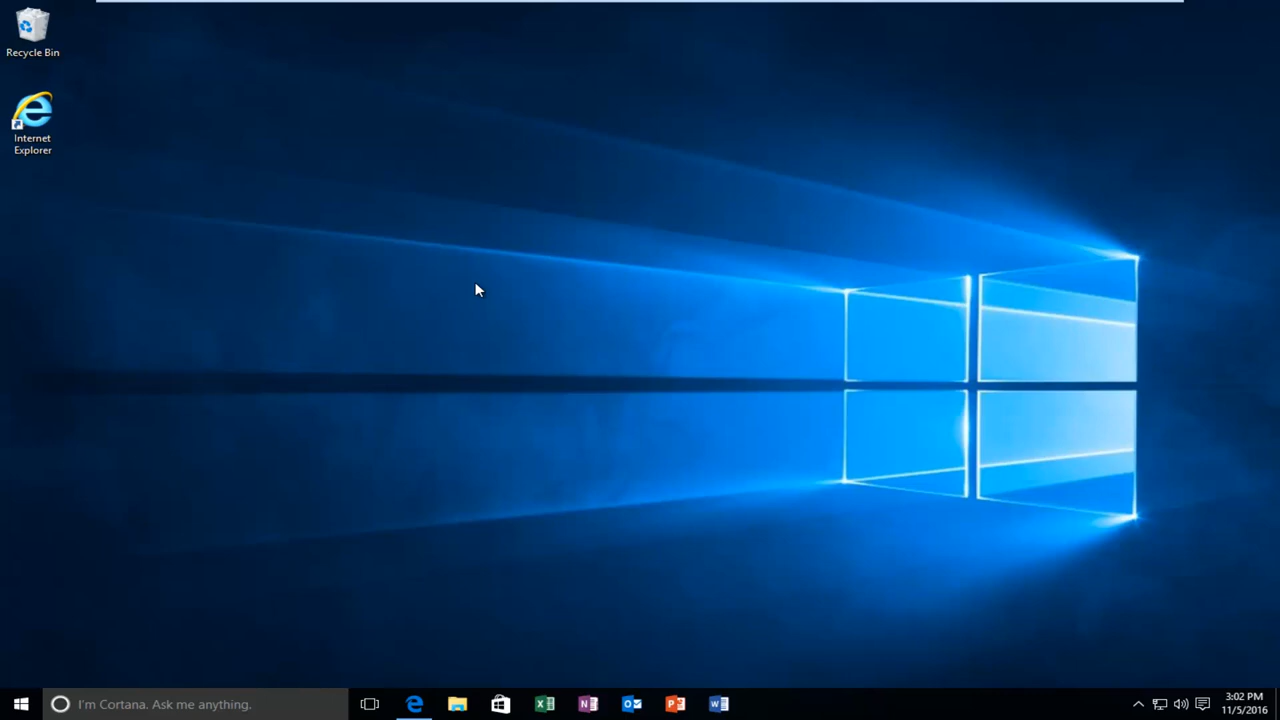 Recycle Bin
Internet
Explorer
I'm Cortana. Ask me anything.
3:02 PM
11/5/2016